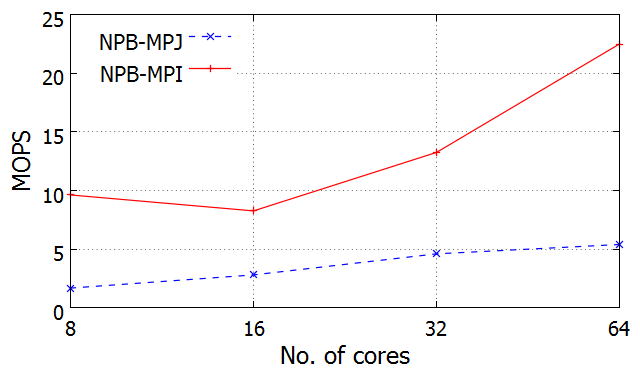 25
NPB-MPJ
NPB-MPI
20
15
MOPS
10
5
0
8 16 32 64
No. of cores